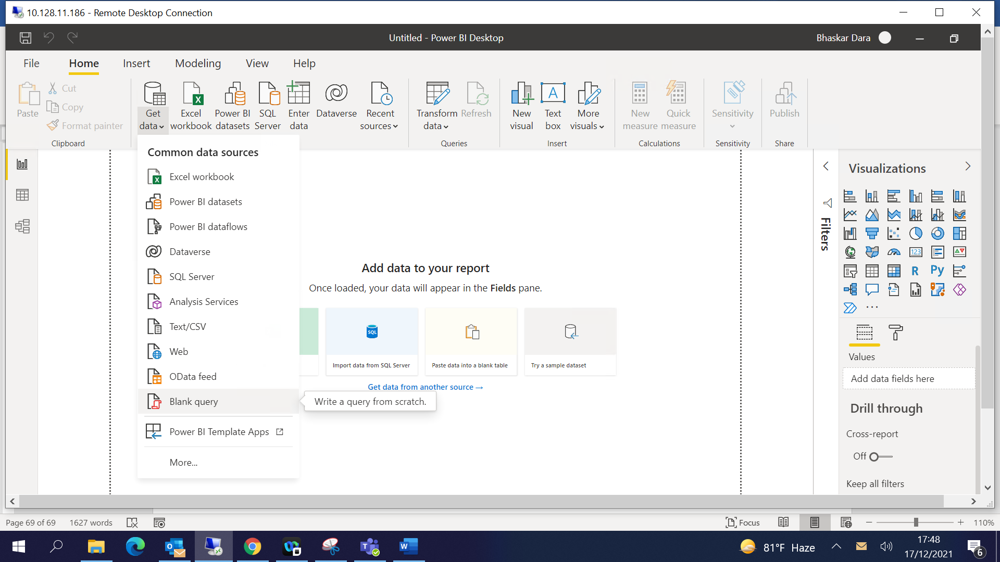 10.128.11.186 - Remote Desktop Connection
Untitled - Power BI Desktop
Bhaskar Dara
File Home Insert Modeling View Help
Paste
Cut
Copy
Format painter
Clipboard
Get data
Excel workbook
Power BI datasets
SQL Server
Enter data
Dataverse
Recent sources
Transform data
Refresh
Queries
New visual
Text box
More visuals
Insert
New measure
Quick measure
Calculations
Sensitivity
Sensitivity
Publish
Share
Common data sources
Excel workbook
Power BI datasets
Power BI dataflows
Dataverse
SQL Server
Analysis Services
Text/CSV
Web
OData feed
Blank query
Write a query from scratch.
Power BI Template Apps
More...
Add data to your report
Once loaded, your data will appear in the Fields pane.
SQL
Import data from SQL Server
Paste data into a blank table
Try a sample dataset
Get data from another source →
Filters
Visualizations
123
R
Py
...
Values
Add data fields here
Drill through
Cross-report
Off
Keep all filters
Page 69 of 69
1627 words
Focus
110%
81°F Haze
17:48
17/12/2021
6